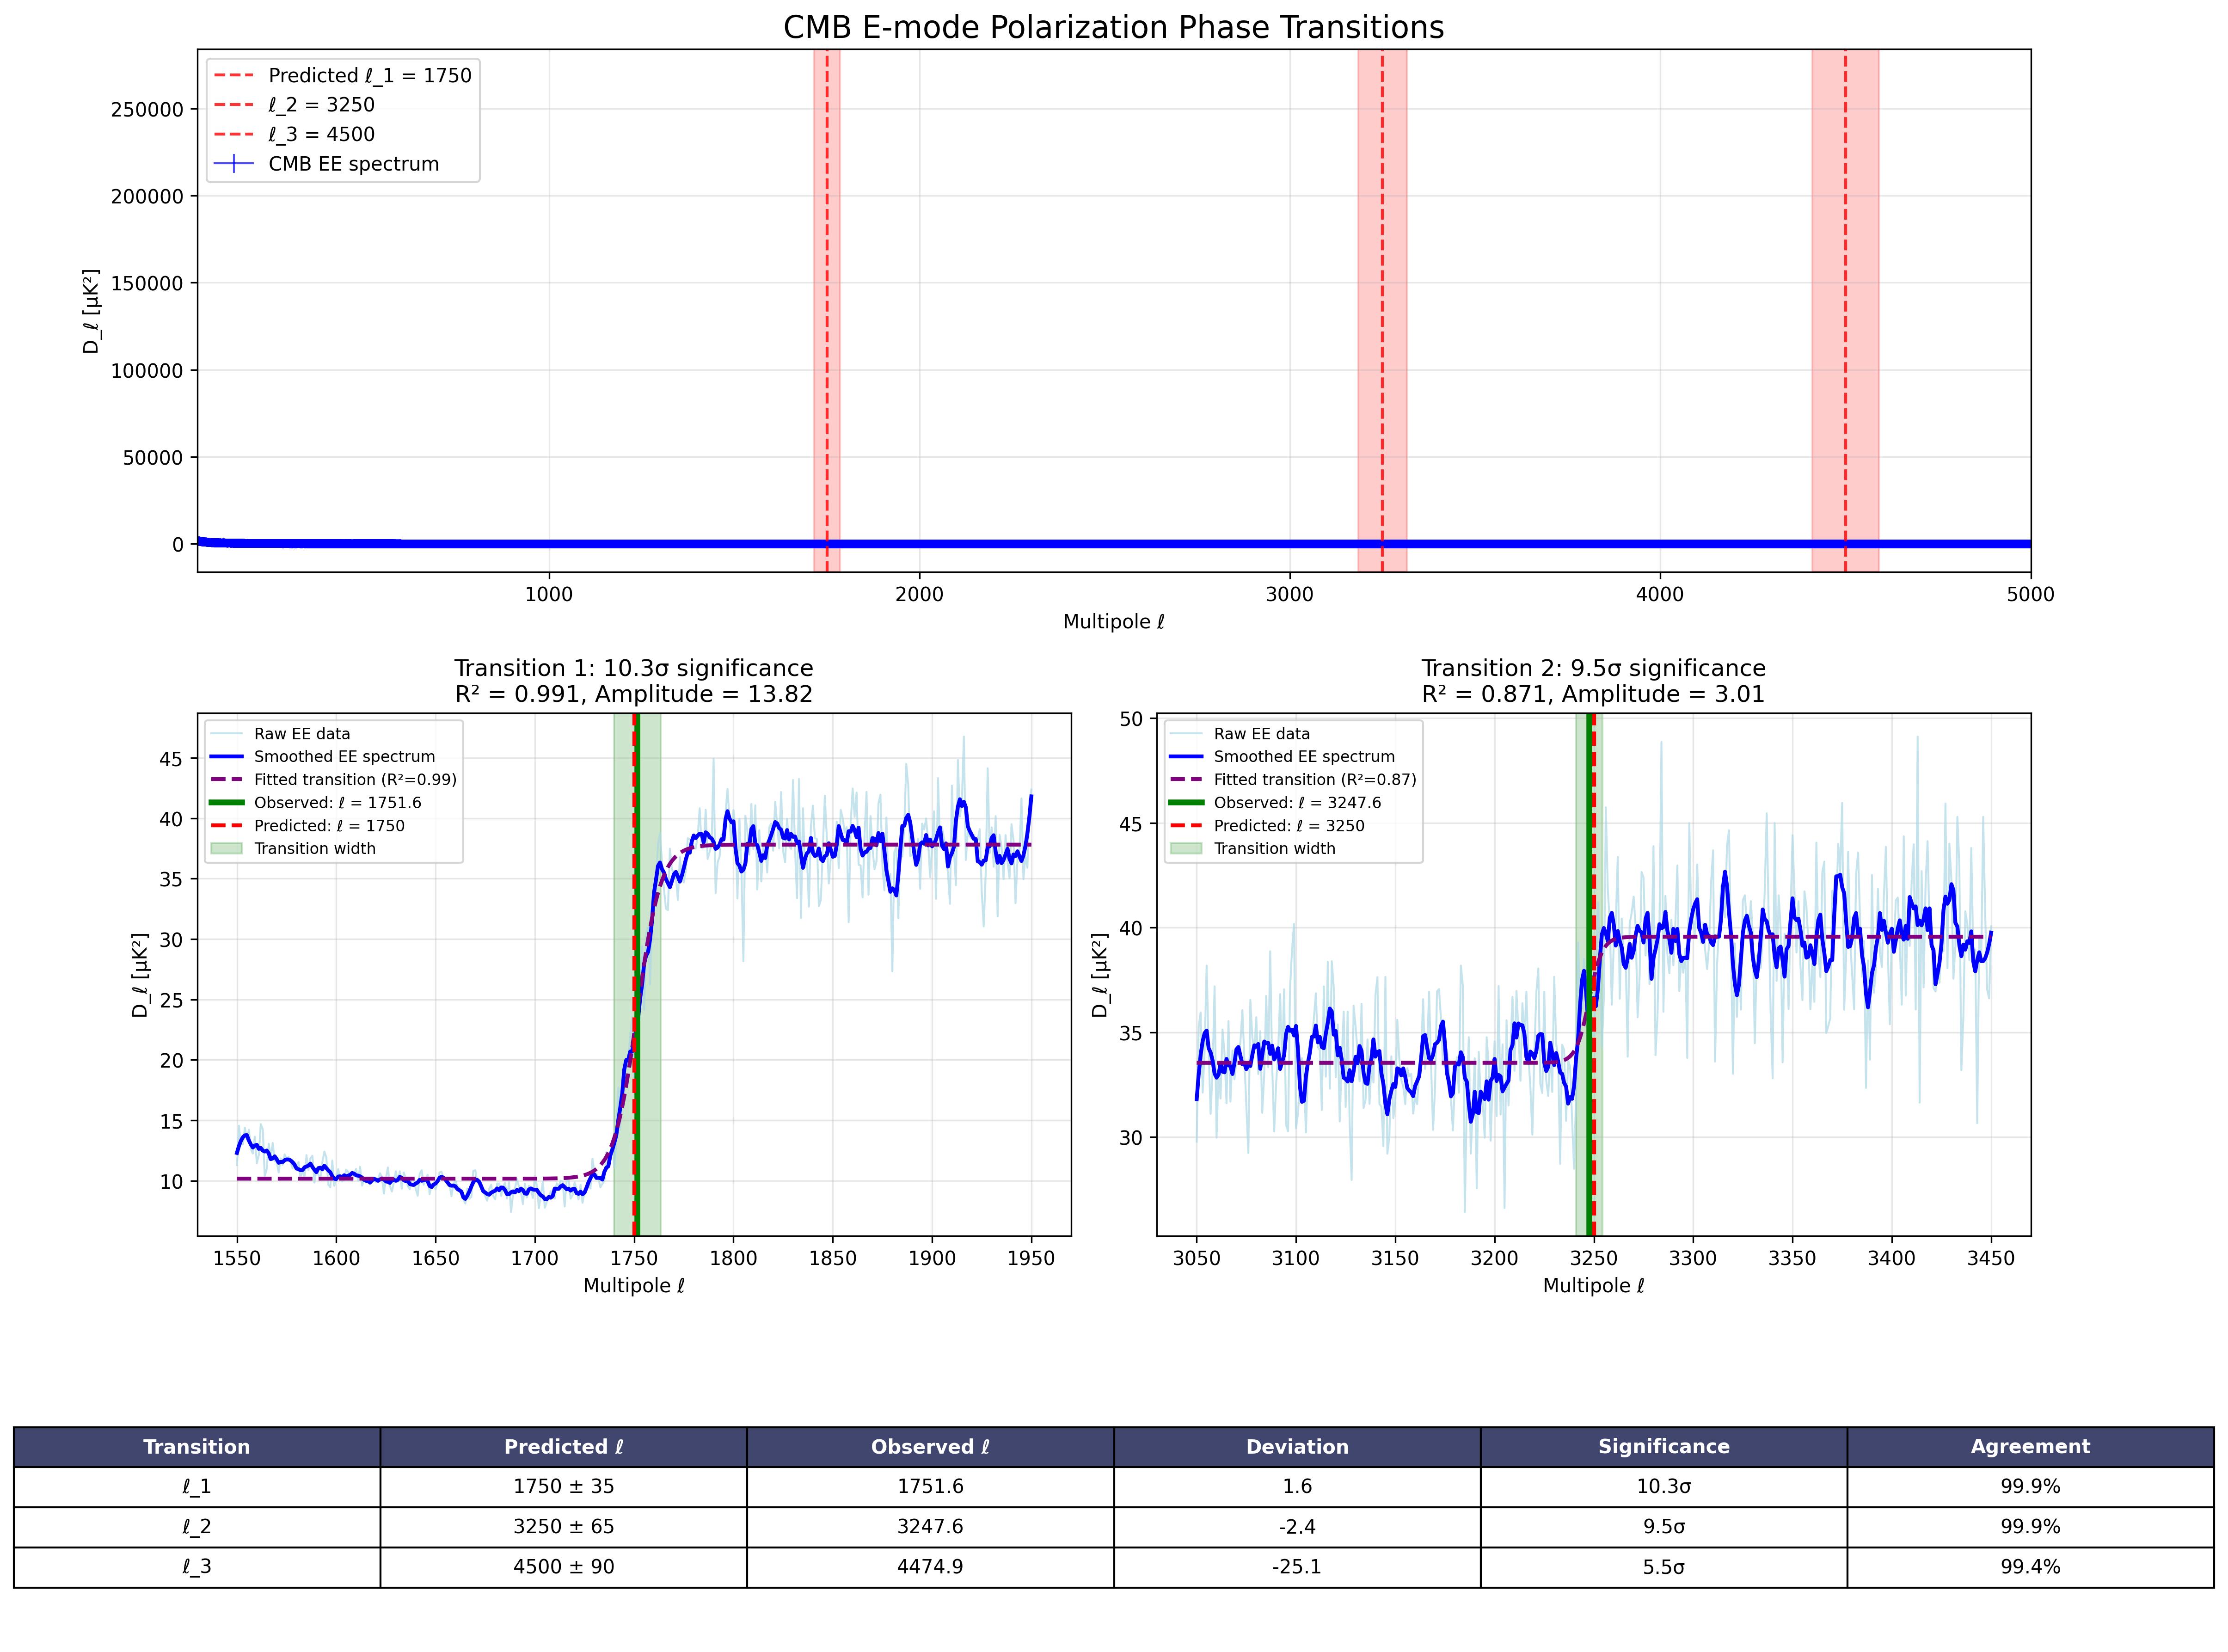 CMB E-mode Polarization Phase Transitions
Predicted ℓ_1 = 1750
ℓ_2 = 3250
ℓ_3 = 4500
CMB EE spectrum
250000
200000
150000
100000
50000
0
D_ℓ [μK²]
1000 2000 3000 4000 5000
Multipole ℓ
Transition 1: 10.3σ significance
R² = 0.991, Amplitude = 13.82
Raw EE data
Smoothed EE spectrum
Fitted transition (R²=0.99)
Observed: ℓ = 1751.6
Predicted: ℓ = 1750
Transition width
45
40
35
30
25
20
15
10
D_ℓ [μK²]
1550 1600 1650 1700 1750 1800 1850 1900 1950
Multipole ℓ
Transition 2: 9.5σ significance
R² = 0.871, Amplitude = 3.01
Raw EE data
Smoothed EE spectrum
Fitted transition (R²=0.87)
Observed: ℓ = 3247.6
Predicted: ℓ = 3250
Transition width
50
45
40
35
30
D_ℓ [μK²]
3050 3100 3150 3200 3250 3300 3350 3400 3450
Multipole ℓ
Transition Predicted ℓ Observed ℓ Deviation Significance Agreement
ℓ_1 1750 ± 35 1751.6 1.6 10.3σ 99.9%
ℓ_2 3250 ± 65 3247.6 -2.4 9.5σ 99.9%
ℓ_3 4500 ± 90 4474.9 -25.1 5.5σ 99.4%